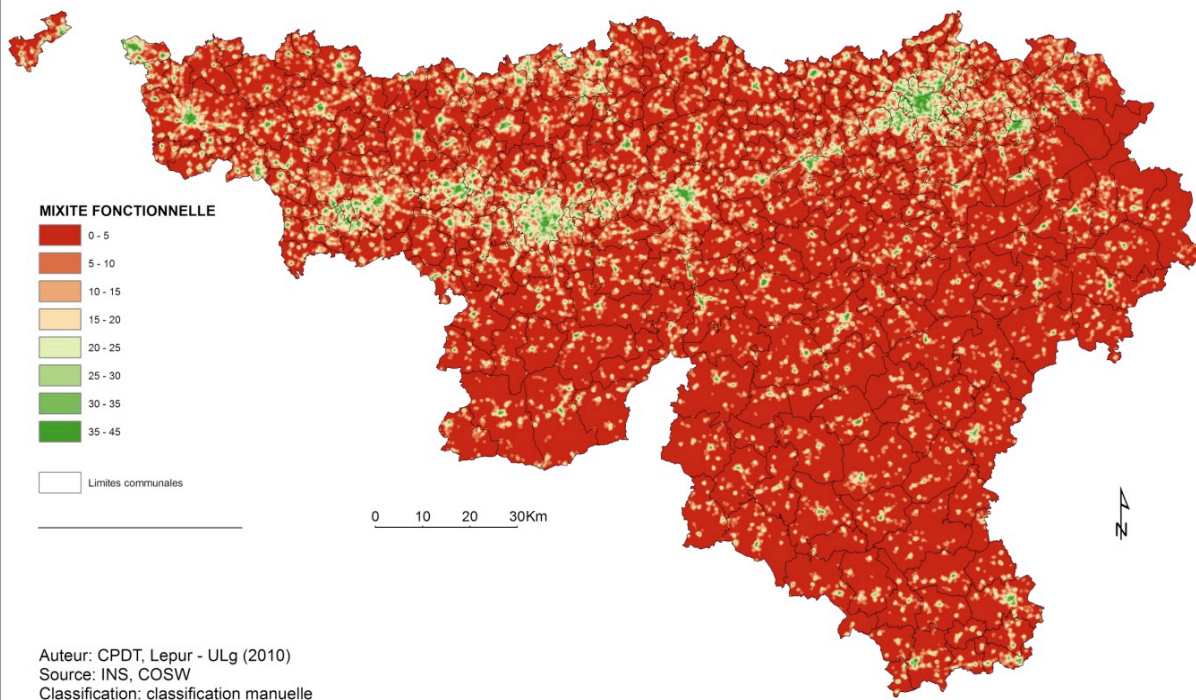 MIXITE FONCTIONNELLE
0 - 5
5 - 10
10 - 15
15 - 20
20 - 25
25 - 30
30 - 35
35 - 45
Limites communales
0 10 20 30Km
N
Auteur: CPDT, Lepur - ULg (2010)
Source: INS, COSW
Classification: classification manuelle